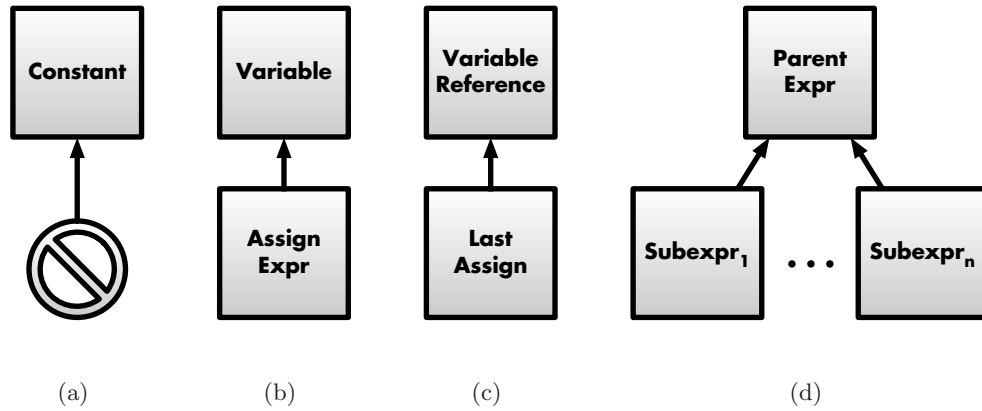 Constant
Variable
Variable
Reference
Parent
Expr
Assign
Expr
Last
Assign
Subexpr1
...
Subexprn
(a)
(b)
(c)
(d)